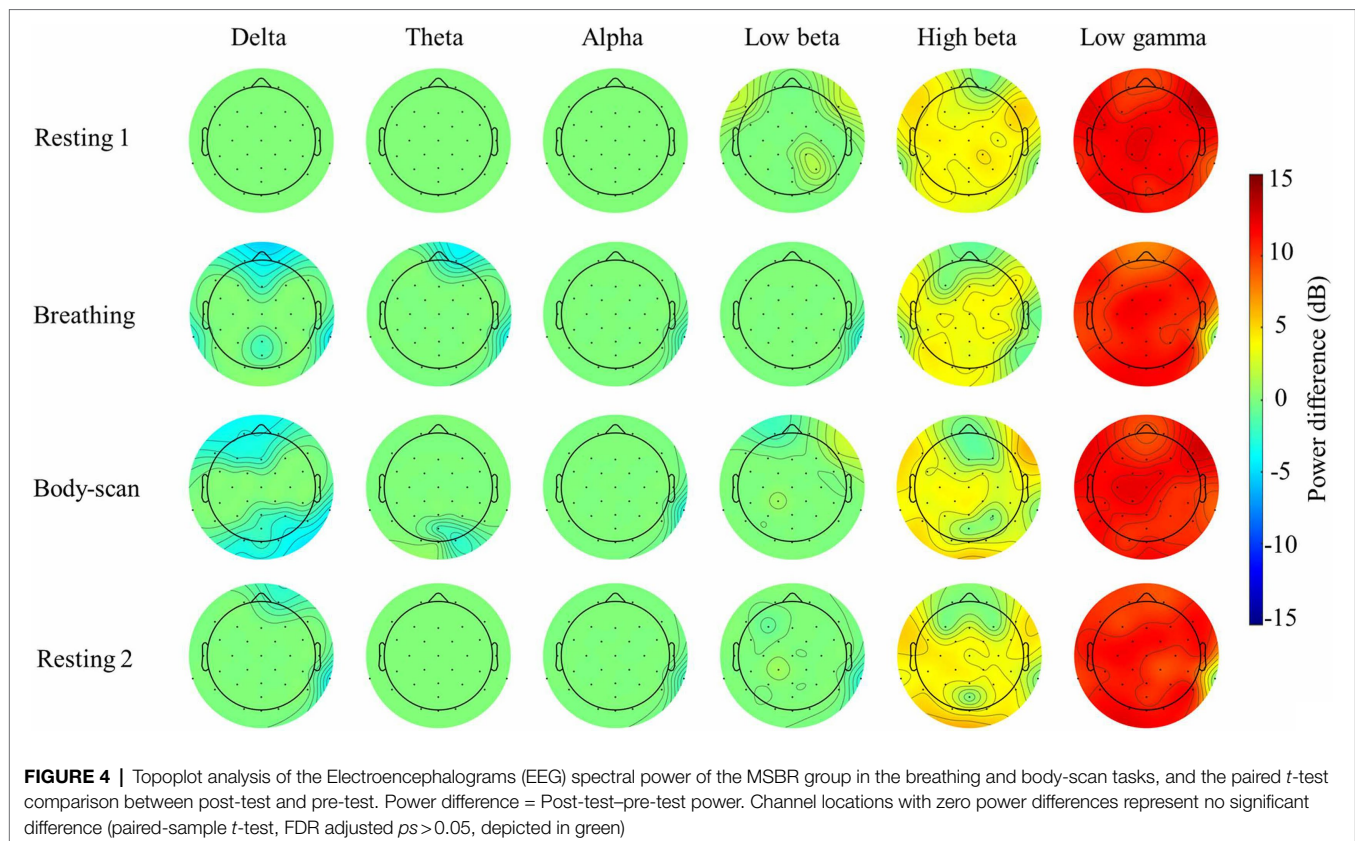 Delta Theta Alpha Low beta High beta Low gamma
Resting 1
Breathing
Body-scan
Resting 2
15
10
5
0
-5
-10
-15
Power difference (dB)
FIGURE 4 | Topoplot analysis of the Electroencephalograms (EEG) spectral power of the MSBR group in the breathing and body-scan tasks, and the paired t-test
comparison between post-test and pre-test. Power difference = Post-test–pre-test power. Channel locations with zero power differences represent no significant
difference (paired-sample t-test, FDR adjusted ps > 0.05, depicted in green)